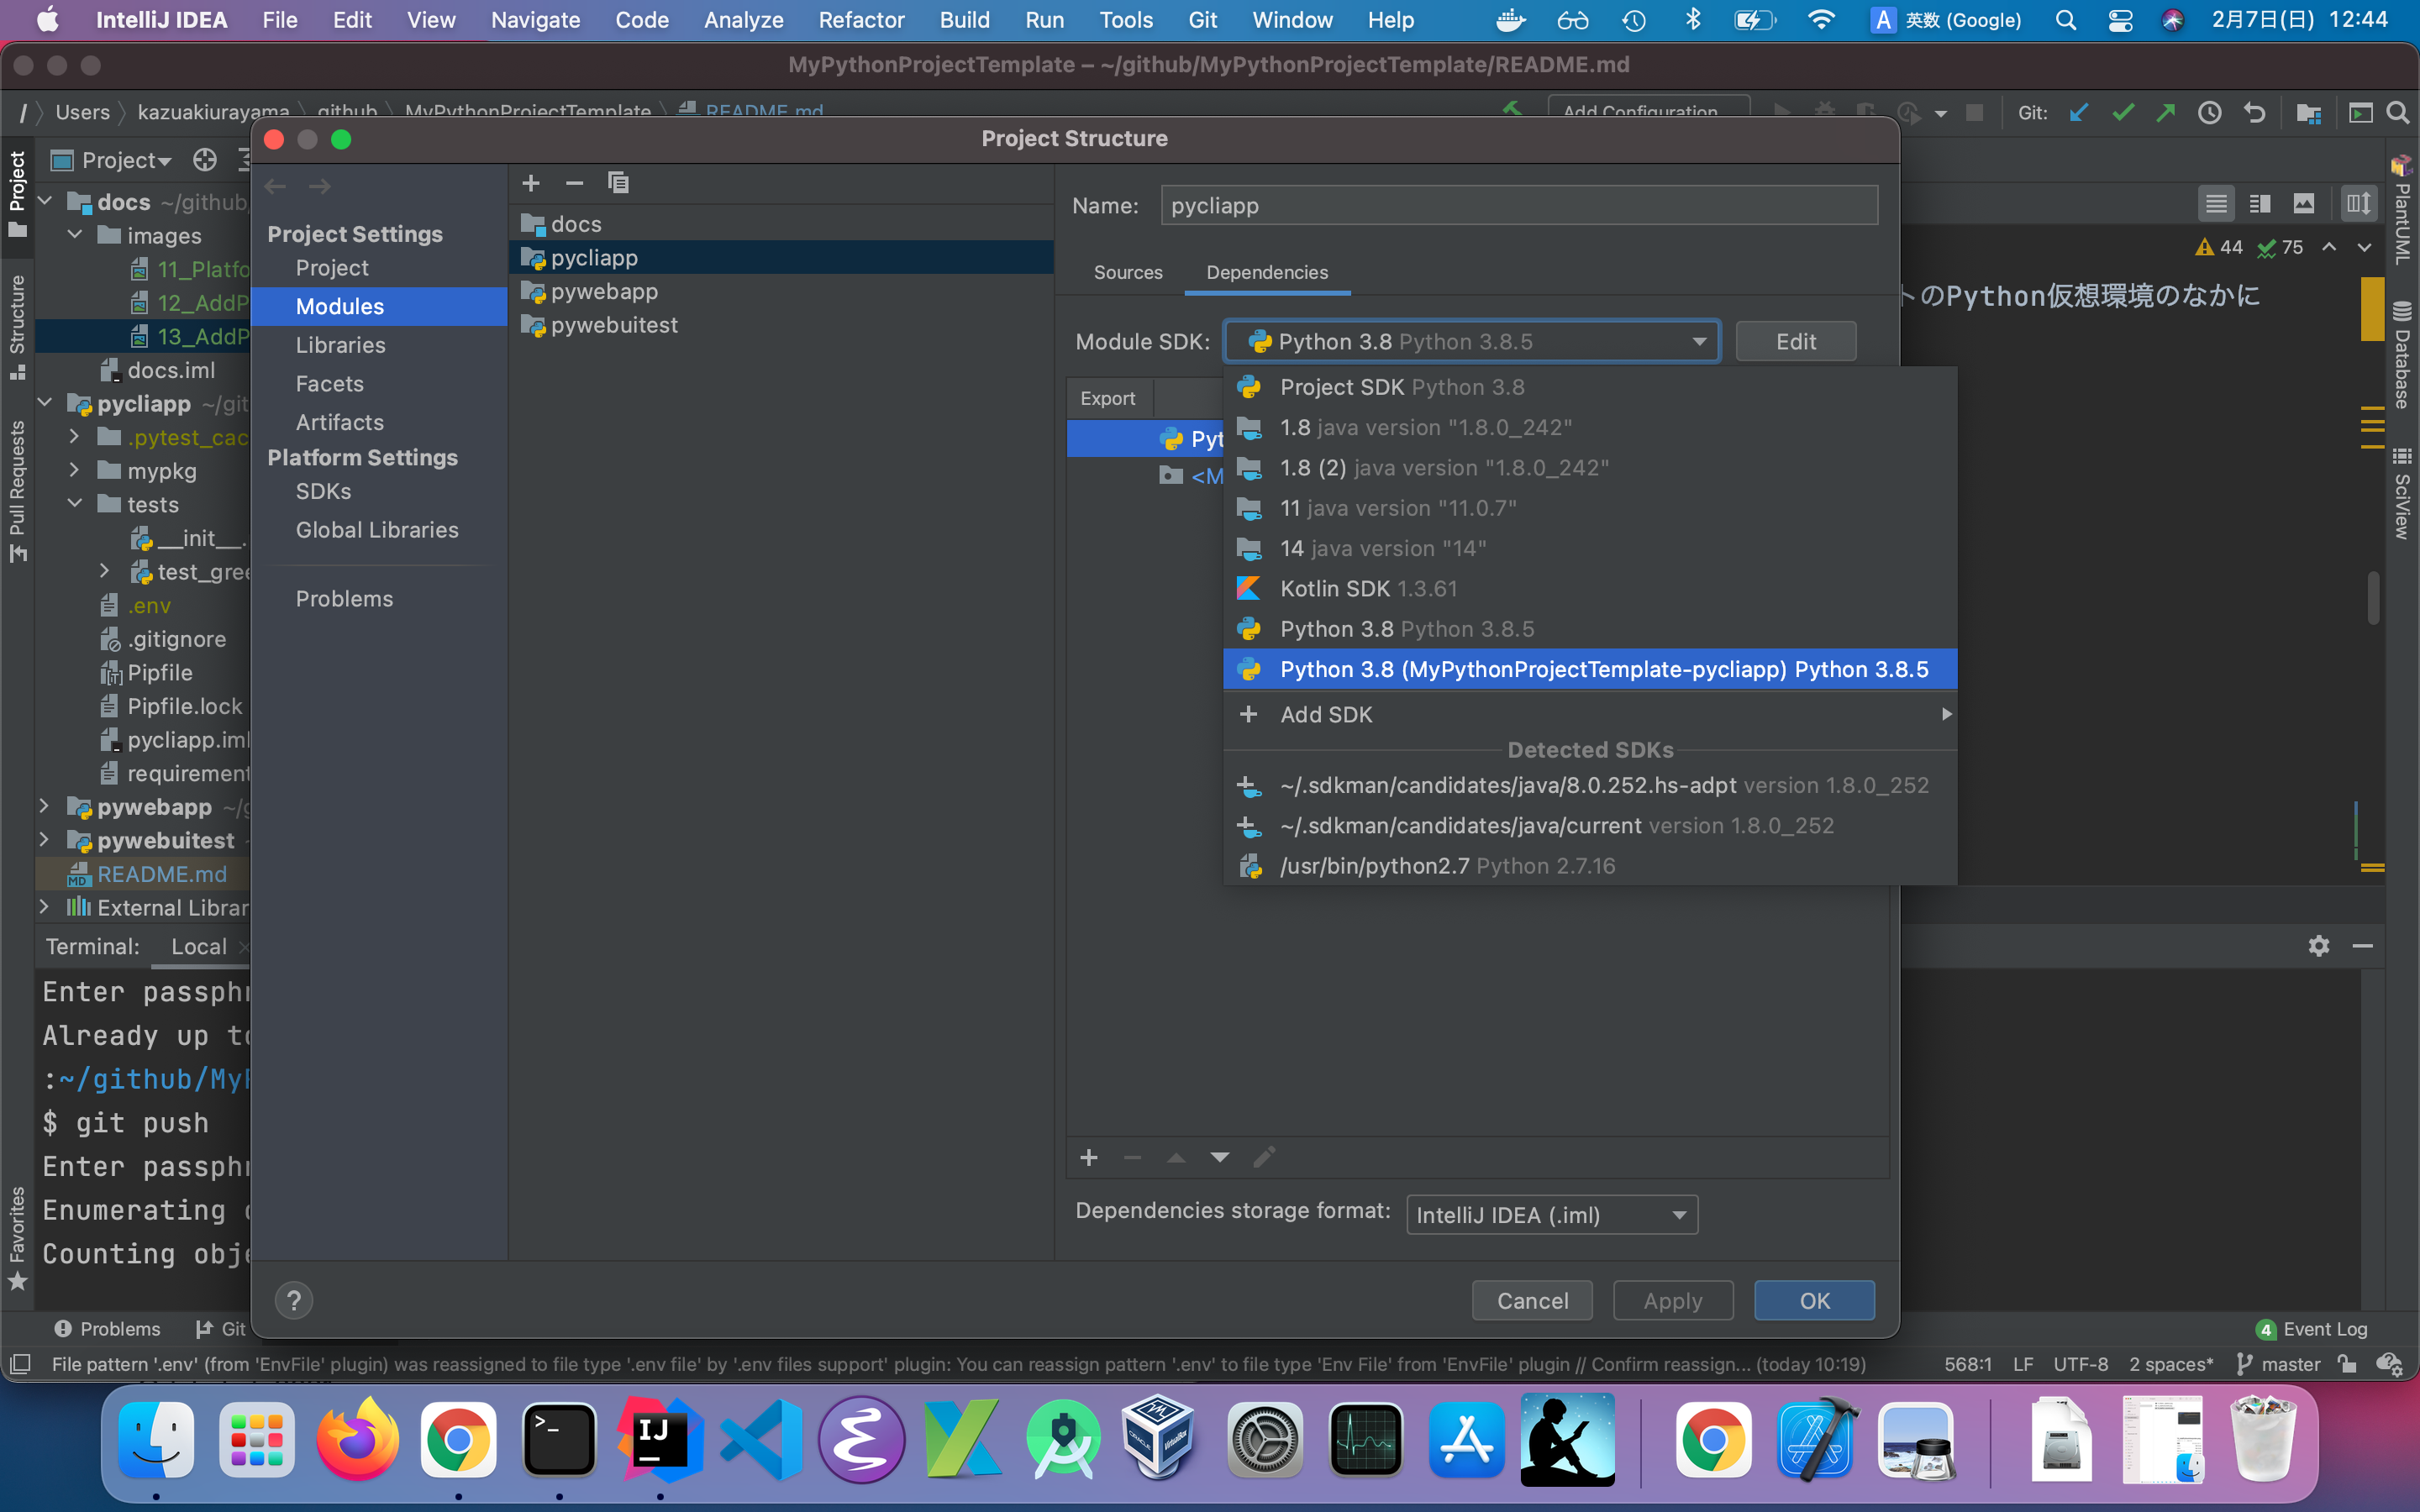 IntelliJ IDEA File Edit View Navigate Code Analyze Refactor Build Run Tools Git Window Help A 英数 (Google) 2月7日(日) 12:44
MyPythonProjectTemplate – ~/github/MyPythonProjectTemplate/README.md
/ Users kazuakiurayama github MyPythonProjectTemplate README.md Add Configuration... Git:
Project Structure
Project
docs ~/github
images
11_Platfo
12_AddP
13_AddP
docs.iml
pycliapp ~/git
.pytest_cac
mypkg
tests
__init__.
test_gree
.env
.gitignore
Pipfile
Pipfile.lock
pycliapp.iml
requirement
pywebapp ~/g
pywebuitest
MD README.md
External Librar
Project
Structure
Pull Requests
Favorites
Project Settings
Project
Modules
Libraries
Facets
Artifacts
Platform Settings
SDKs
Global Libraries
Problems
docs
pycliapp
pywebapp
pywebuitest
Name: pycliapp
Sources Dependencies
Module SDK: Python 3.8 Python 3.8.5 Edit
Export
Pyt
<M
Project SDK Python 3.8
1.8 java version "1.8.0_242"
1.8 (2) java version "1.8.0_242"
11 java version "11.0.7"
14 java version "14"
Kotlin SDK 1.3.61
Python 3.8 Python 3.8.5
Python 3.8 (MyPythonProjectTemplate-pycliapp) Python 3.8.5
Add SDK
Detected SDKs
~/.sdkman/candidates/java/8.0.252.hs-adpt version 1.8.0_252
~/.sdkman/candidates/java/current version 1.8.0_252
/usr/bin/python2.7 Python 2.7.16
Dependencies storage format: IntelliJ IDEA (.iml)
? Cancel Apply OK
44 75
トのPython仮想環境のなかに
PlantUML
Database
SciView
Terminal: Local
Enter passphr
Already up to
:~/github/MyP
$ git push
Enter passphr
Enumerating o
Counting obje
Problems Git
4 Event Log
File pattern '.env' (from 'EnvFile' plugin) was reassigned to file type '.env file' by '.env files support' plugin: You can reassign pattern '.env' to file type 'Env File' from 'EnvFile' plugin // Confirm reassign... (today 10:19) 568:1 LF UTF-8 2 spaces* master
>_
IJ
ORACLE
VirtualBox